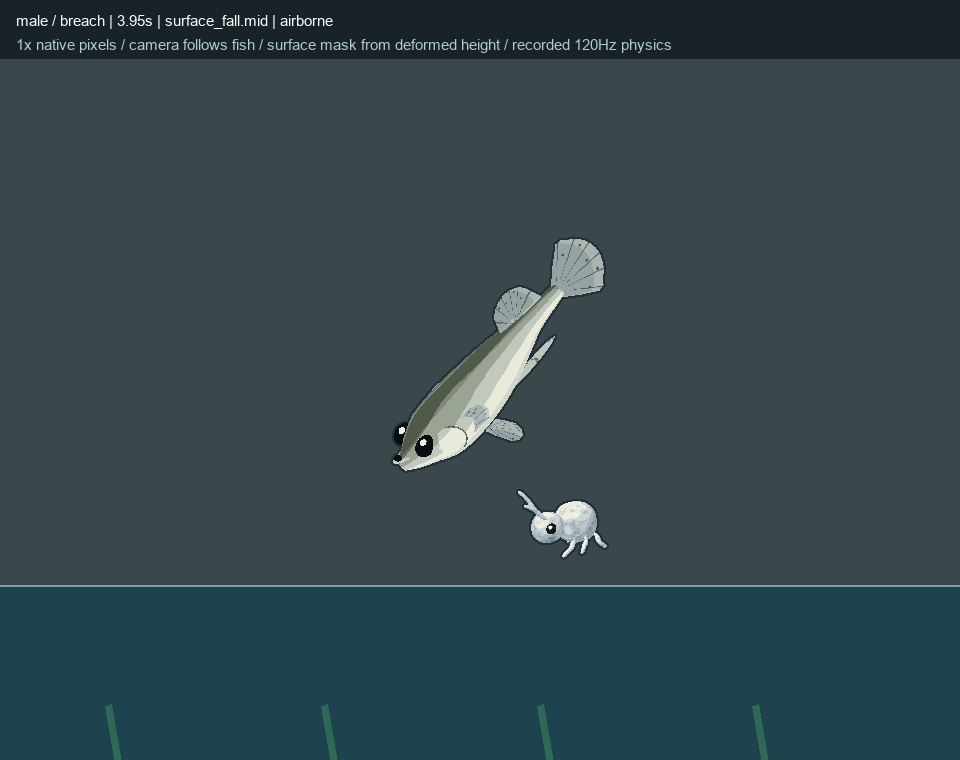 male / breach | 3.95s | surface_fall.mid | airborne
1x native pixels / camera follows fish / surface mask from deformed height / recorded 120Hz physics